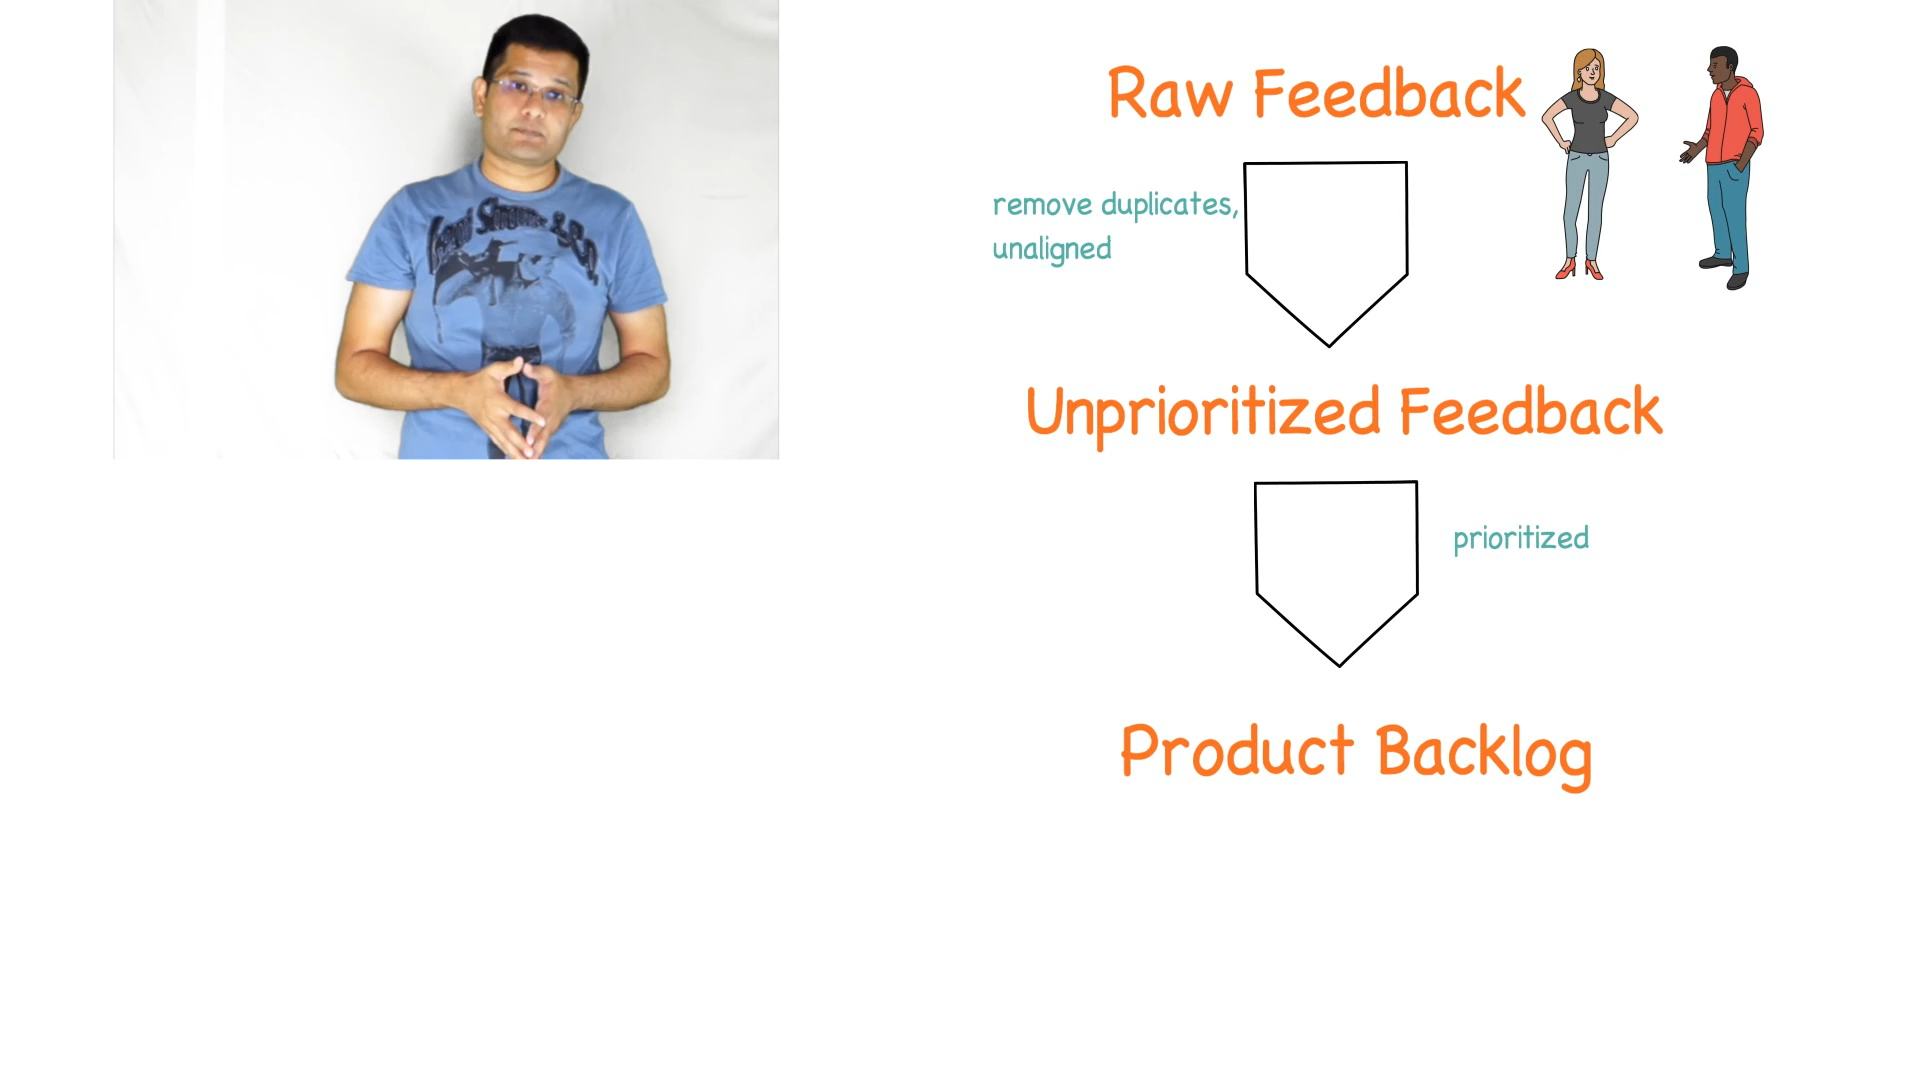 Raw Feedback
remove duplicates,
unaligned
Unprioritized Feedback
prioritized
Product Backlog